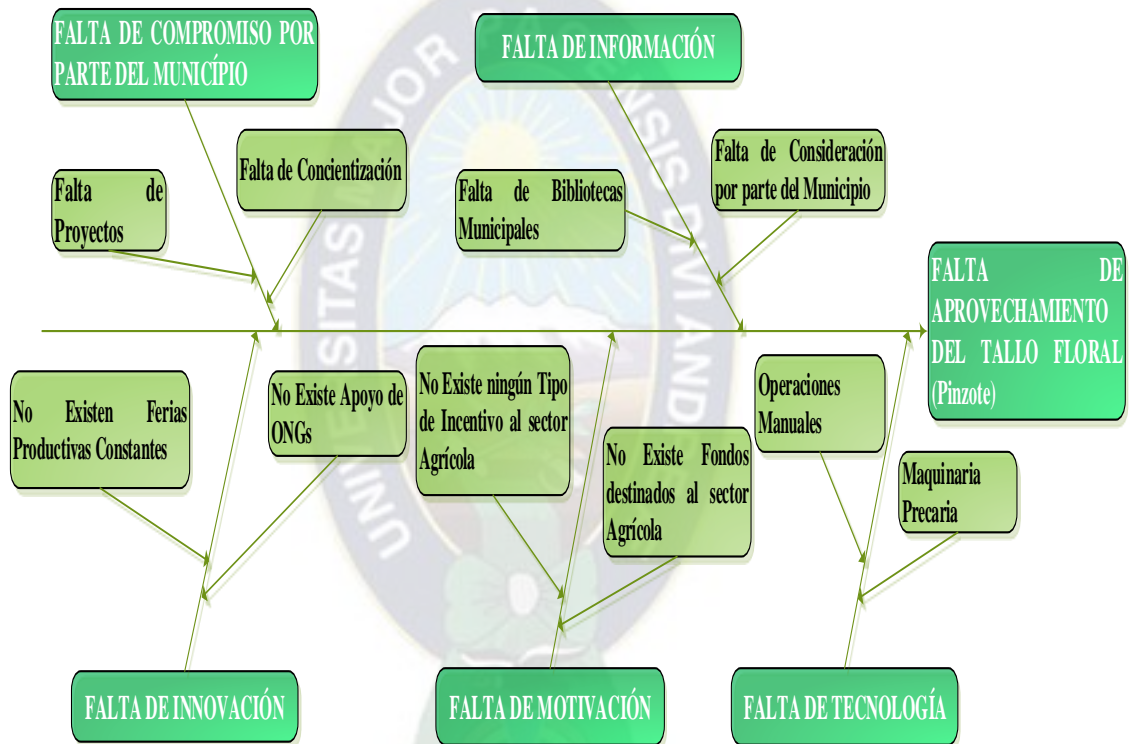 FALTA DE COMPROMISO POR
PARTE DEL MUNICÍPIO
FALTA DE INFORMACIÓN
Falta de Concientización
Falta de
Proyectos
Falta de Bibliotecas
Municipales
Falta de Consideración
por parte del Municipio
FALTA DE
APROVECHAMIENTO
DEL TALLO FLORAL
(Pinzote)
No Existen Ferias
Productivas Constantes
No Existe Apoyo de
ONGs
No Existe ningún Tipo
de Incentivo al sector
Agrícola
No Existe Fondos
destinados al sector
Agrícola
Operaciones
Manuales
Maquinaria
Precaria
FALTA DE INNOVACIÓN
FALTA DE MOTIVACIÓN
FALTA DE TECNOLOGÍA